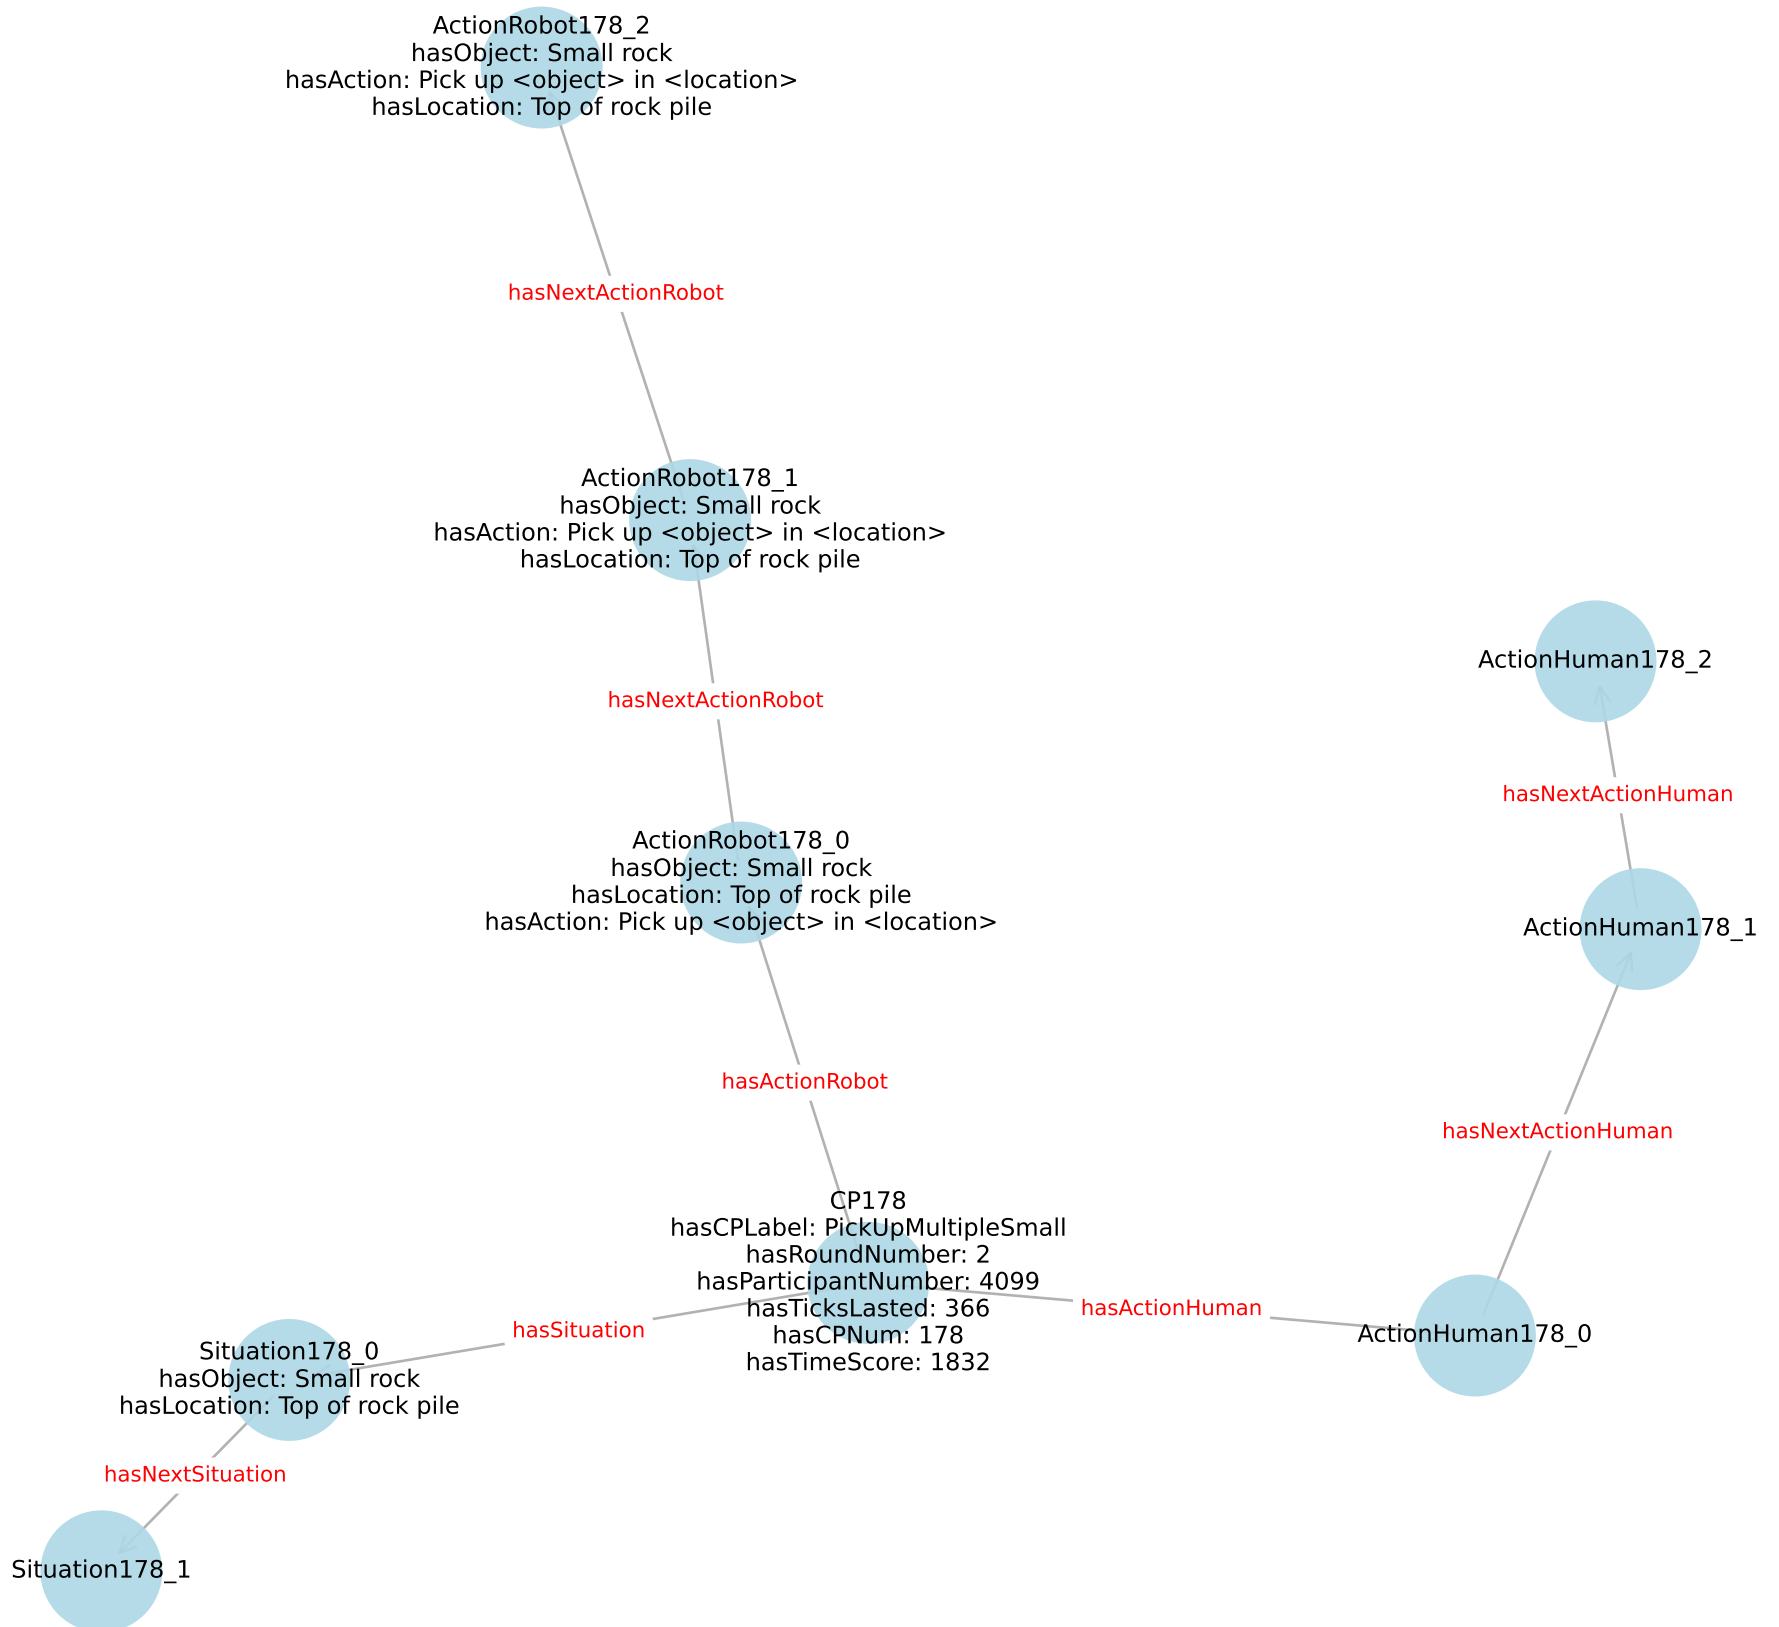 ActionRobot178_2
hasObject: Small rock
hasAction: Pick up <object> in <location>
hasLocation: Top of rock pile
hasNextActionRobot
ActionRobot178_1
hasObject: Small rock
hasAction: Pick up <object> in <location>
hasLocation: Top of rock pile
ActionHuman178_2
hasNextActionRobot
hasNextActionHuman
ActionRobot178_0
hasObject: Small rock
hasLocation: Top of rock pile
hasAction: Pick up <object> in <location>
ActionHuman178_1
hasActionRobot
hasNextActionHuman
CP178
hasCPLabel: PickUpMultipleSmall
hasRoundNumber: 2
hasParticipantNumber: 4099
hasTicksLasted: 366
hasCPNum: 178
hasTimeScore: 1832
hasActionHuman
ActionHuman178_0
hasSituation
Situation178_0
hasObject: Small rock
hasLocation: Top of rock pile
hasNextSituation
Situation178_1